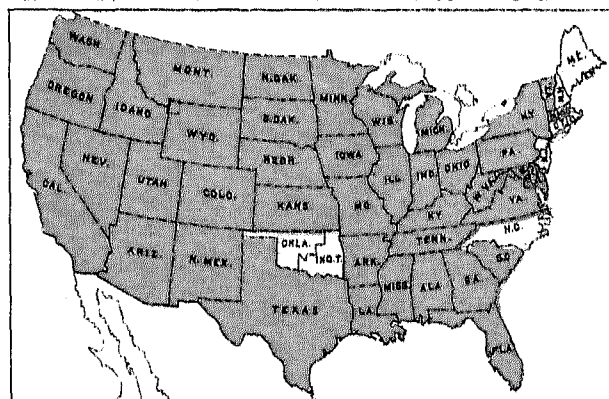 WASH.
MONT.
N.DAK.
MINN.
ME.
OREGON
IDAHO
S.DAK.
WIS.
MICH.
N.Y.
WYO.
IOWA
NEBR.
PA.
NEV.
UTAH
COLO.
ILL
IND.
OHIO
W.VA.
VA.
CAL.
KANS
MO.
KY.
N.C.
TENN.
OKLA.
IND.T.
ARK.
S.C.
ARIZ.
N.MEX.
MISS.
ALA
GA.
TEXAS
LA.
FLA.